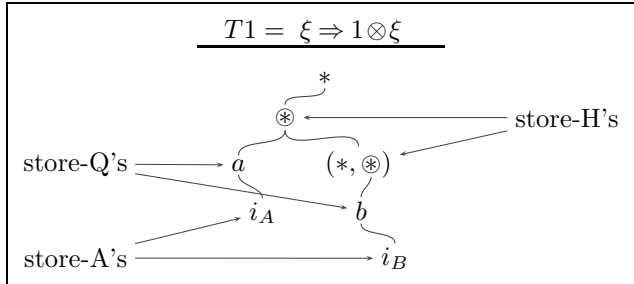 T1 = ξ ⇒ 1⊗ξ
*
⊛ store-H's
store-Q's a (*, ⊛)
i_A b
store-A's i_B